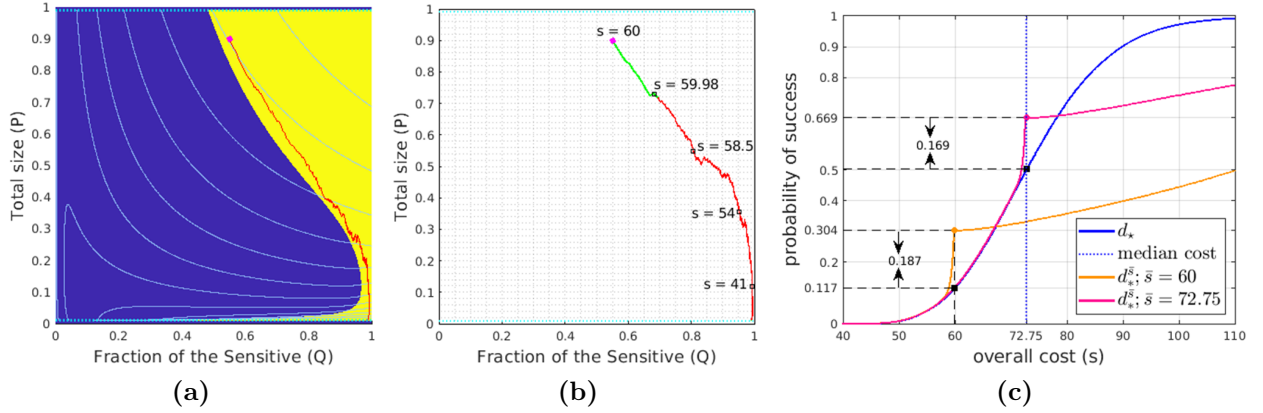 Total size (P)
1
0.9
0.8
0.7
0.6
0.5
0.4
0.3
0.2
0.1
0
0 0.2 0.4 0.6 0.8 1
Fraction of the Sensitive (Q)
(a)
Total size (P)
1
0.9
0.8
0.7
0.6
0.5
0.4
0.3
0.2
0.1
0
s = 60
s = 59.98
s = 58.5
s = 54
s = 41
0 0.2 0.4 0.6 0.8 1
Fraction of the Sensitive (Q)
(b)
probability of success
1
0.9
0.8
0.669
0.5
0.4
0.304
0.2
0.117
0
0.169
0.187
d⋆
median cost
d_*^{s̄}; s̄ = 60
d_*^{s̄}; s̄ = 72.75
40 50 60 72.75 80 90 100 110
overall cost (s)
(c)